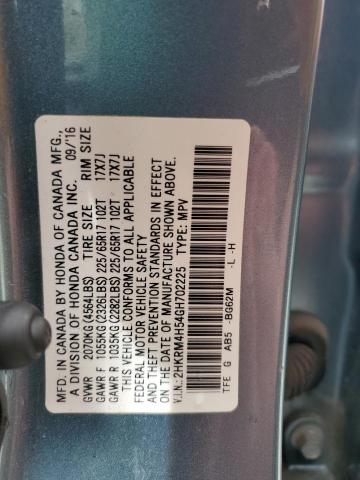 MFD. IN CANADA BY HONDA OF CANADA MFG.,
A DIVISION OF HONDA CANADA INC. 09/'16
GVWR 2070KG (4564LBS) TIRE SIZE RIM SIZE
GAWR F 1055KG (2326LBS) 225/65R17 102T 17X7J
GAWR R 1035KG (2282LBS) 225/65R17 102T 17X7J
THIS VEHICLE CONFORMS TO ALL APPLICABLE
FEDERAL MOTOR VEHICLE SAFETY
AND THEFT PREVENTION STANDARDS IN EFFECT
ON THE DATE OF MANUFACTURE SHOWN ABOVE.
V.I.N.: 2HKRM4H54GH702225 TYPE: MPV
TFE G AB5 -BG62M -L -H